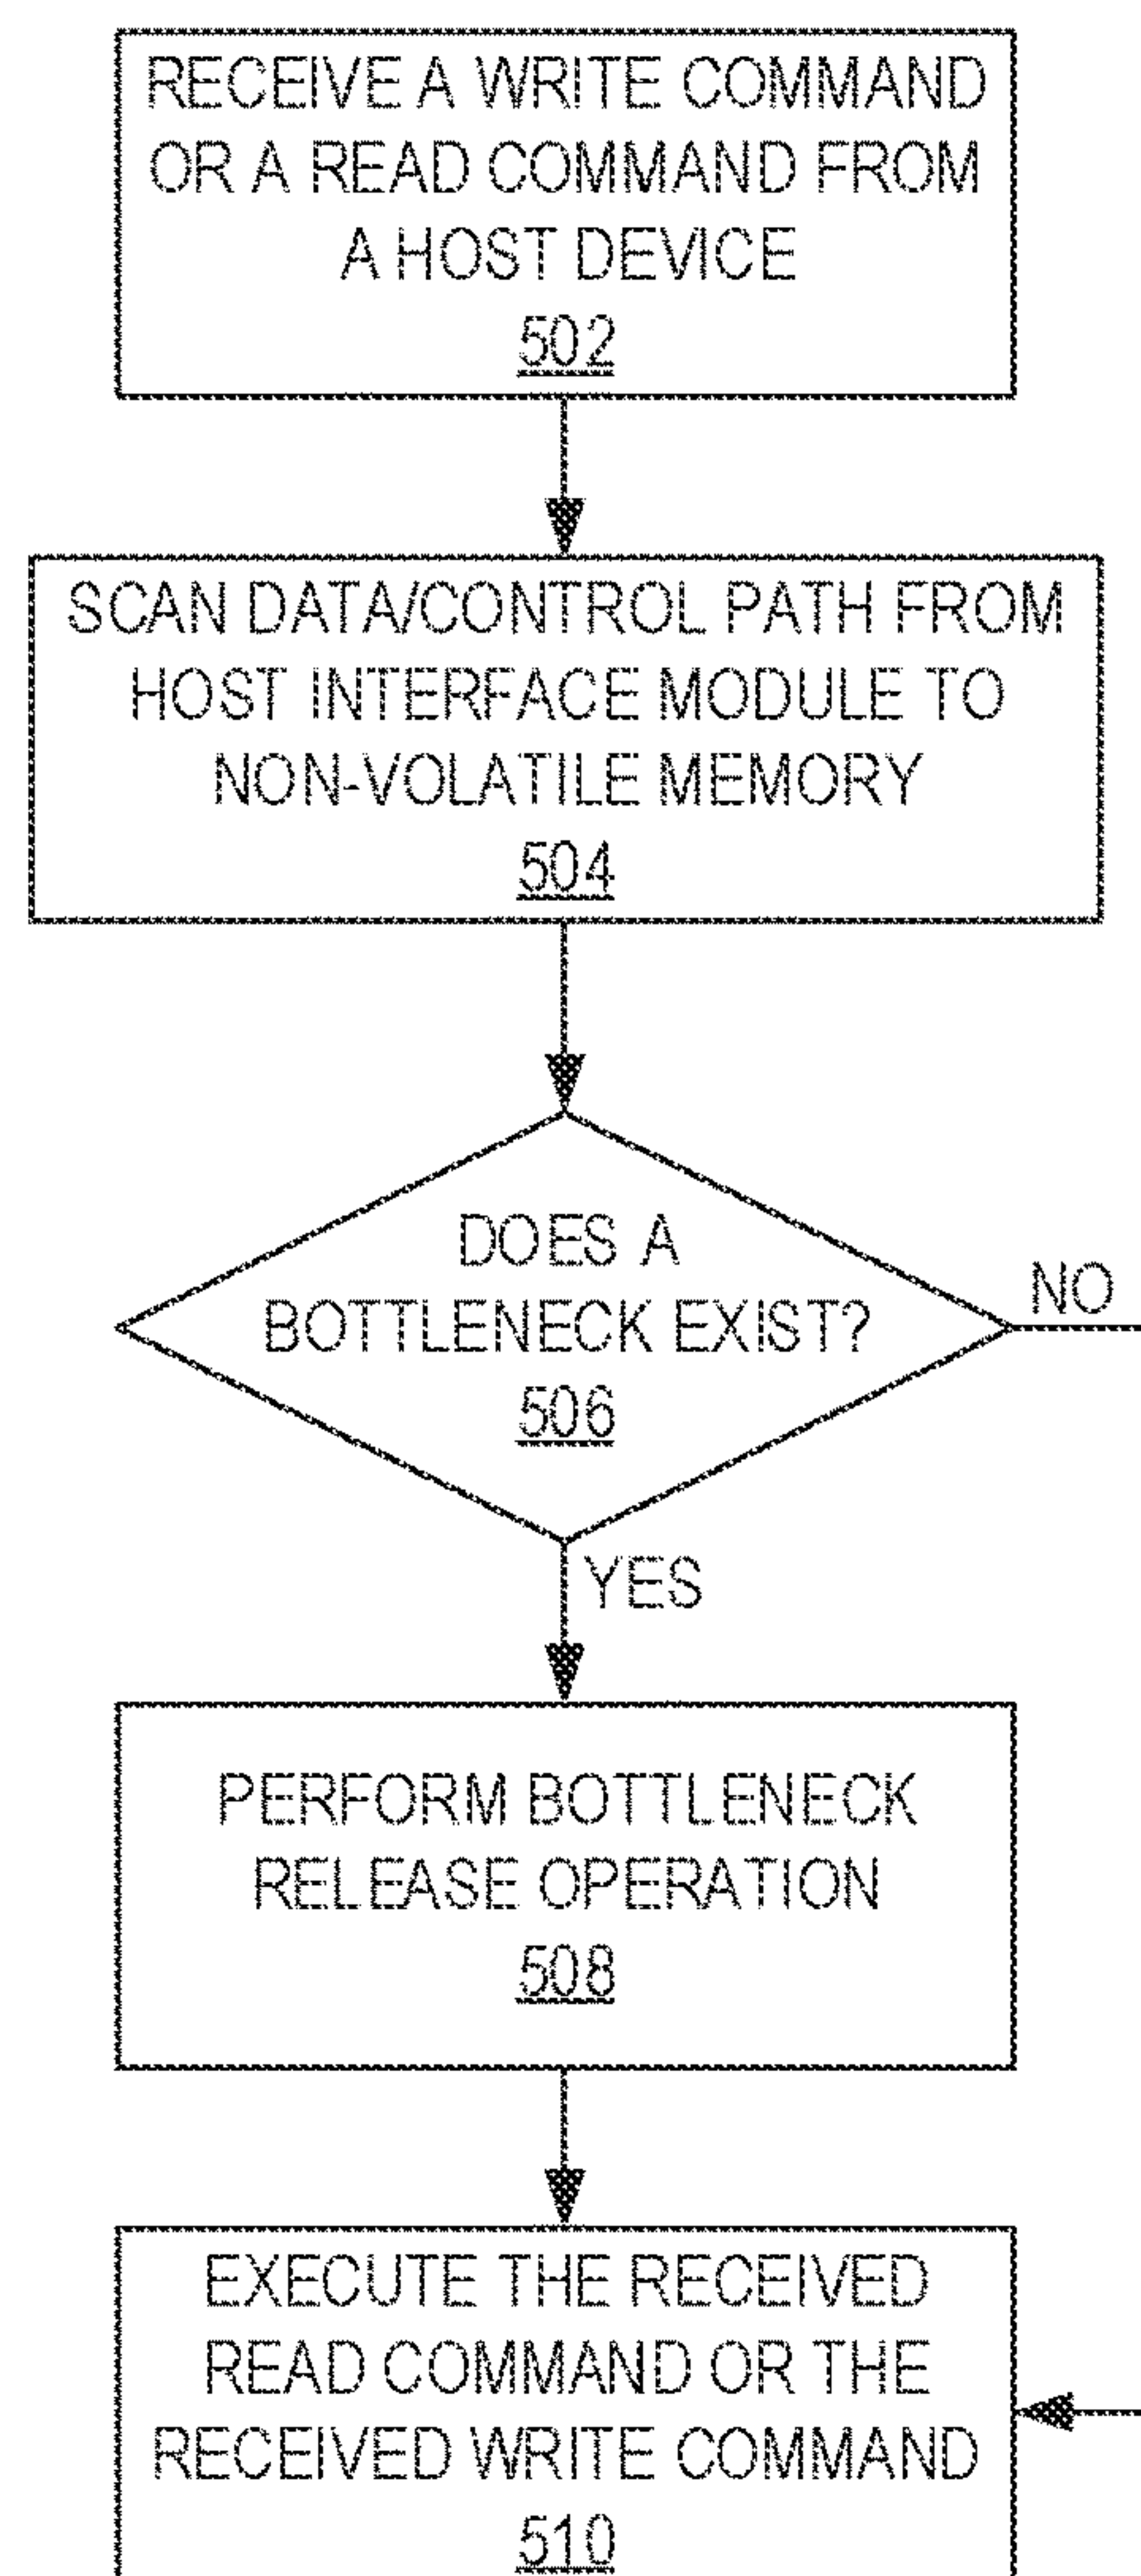 RECEIVE A WRITE COMMAND
OR A READ COMMAND FROM
A HOST DEVICE
502
SCAN DATA/CONTROL PATH FROM
HOST INTERFACE MODULE TO
NON-VOLATILE MEMORY
504
DOES A
BOTTLENECK EXIST?
506
NO
YES
PERFORM BOTTLENECK
RELEASE OPERATION
508
EXECUTE THE RECEIVED
READ COMMAND OR THE
RECEIVED WRITE COMMAND
510